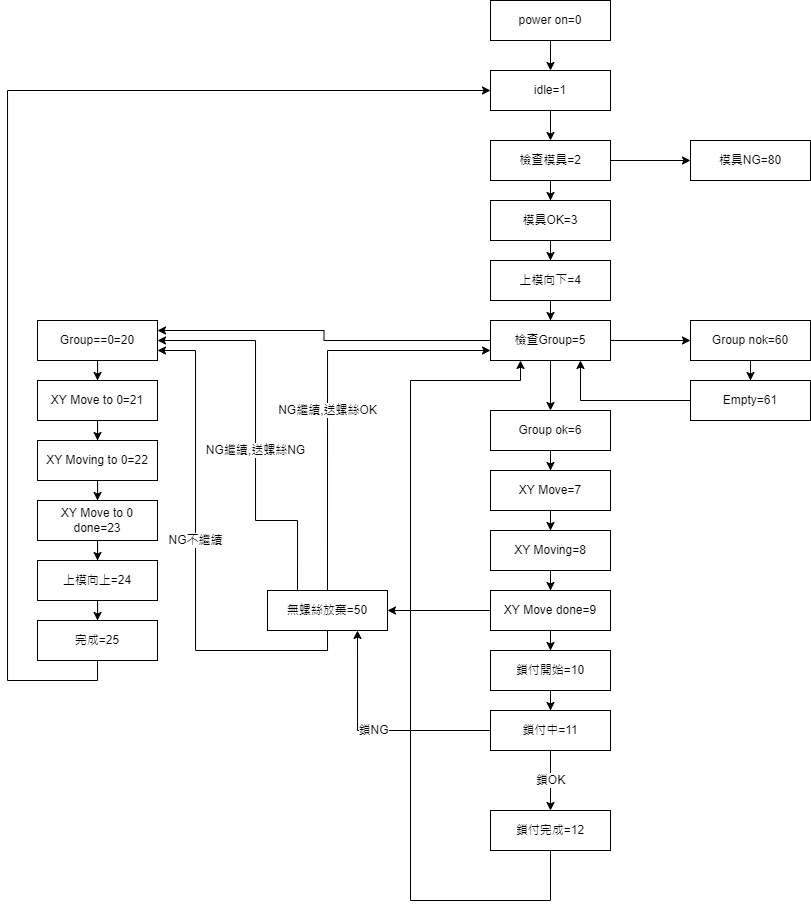 power on=0
idle=1
檢查模具=2
模具NG=80
模具OK=3
上模向下=4
Group==0=20
檢查Group=5
Group nok=60
XY Move to 0=21
Empty=61
NG繼續,送螺絲OK
Group ok=6
NG繼續,送螺絲NG
XY Moving to 0=22
XY Move=7
XY Move to 0
done=23
NG不繼續
XY Moving=8
上模向上=24
無螺絲放棄=50
XY Move done=9
完成=25
鎖付開始=10
鎖NG
鎖付中=11
鎖OK
鎖付完成=12